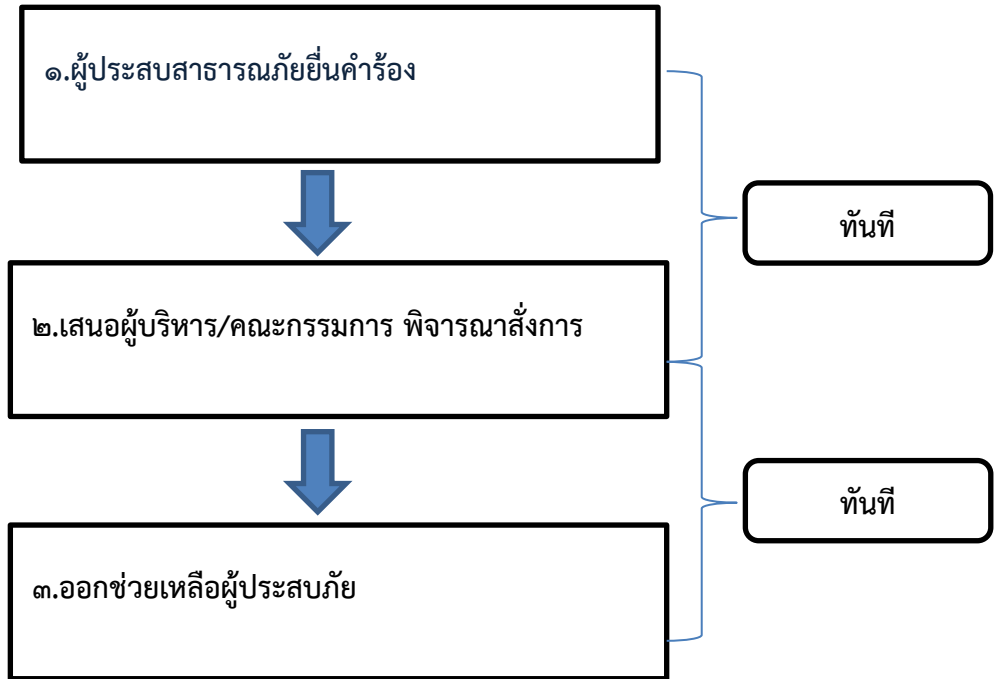 ๑.ผู้ประสบสาธารณภัยยื่นคำร้อง
ทันที
๒.เสนอผู้บริหาร/คณะกรรมการ พิจารณาสั่งการ
ทันที
๓.ออกช่วยเหลือผู้ประสบภัย